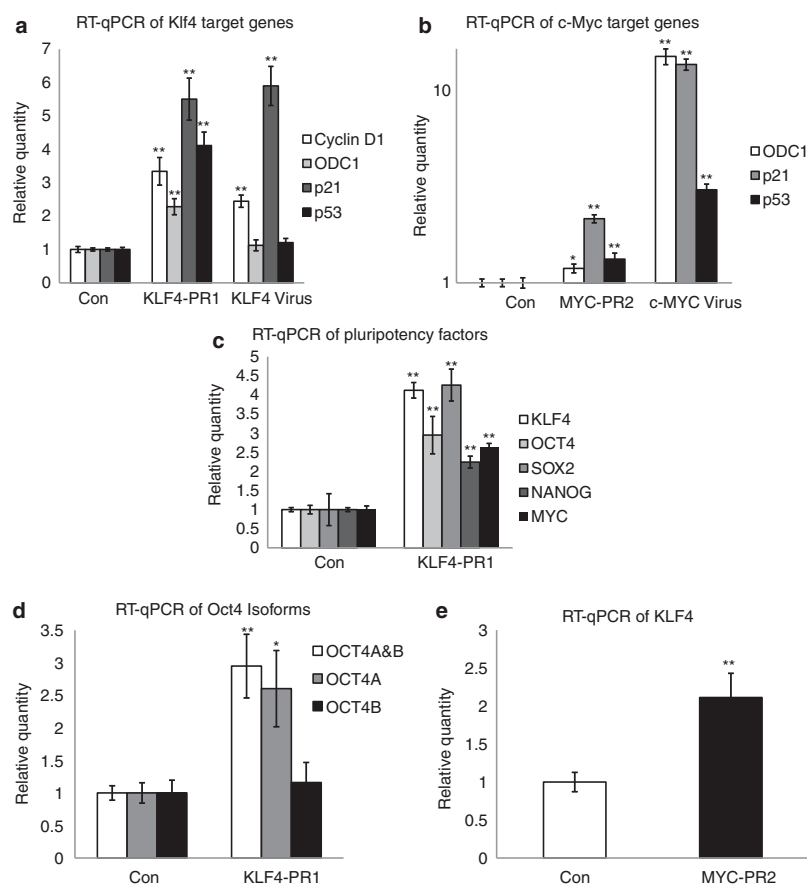 a
RT-qPCR of Klf4 target genes
Relative quantity
7
6
5
4
3
2
1
0
**
**
**
**
**
**
Con
KLF4-PR1
KLF4 Virus
Cyclin D1
ODC1
p21
p53
b
RT-qPCR of c-Myc target genes
Relative quantity
10
1
*
**
**
**
**
**
Con
MYC-PR2
c-MYC Virus
ODC1
p21
p53
c
RT-qPCR of pluripotency factors
Relative quantity
5
4.5
4
3.5
3
2.5
2
1.5
1
0.5
0
**
**
**
**
**
Con
KLF4-PR1
KLF4
OCT4
SOX2
NANOG
MYC
d
RT-qPCR of Oct4 Isoforms
Relative quantity
3.5
3
2.5
2
1.5
1
0.5
0
**
*
Con
KLF4-PR1
OCT4A&B
OCT4A
OCT4B
e
RT-qPCR of KLF4
Relative quantity
3
2.5
2
1.5
1
0.5
0
**
Con
MYC-PR2